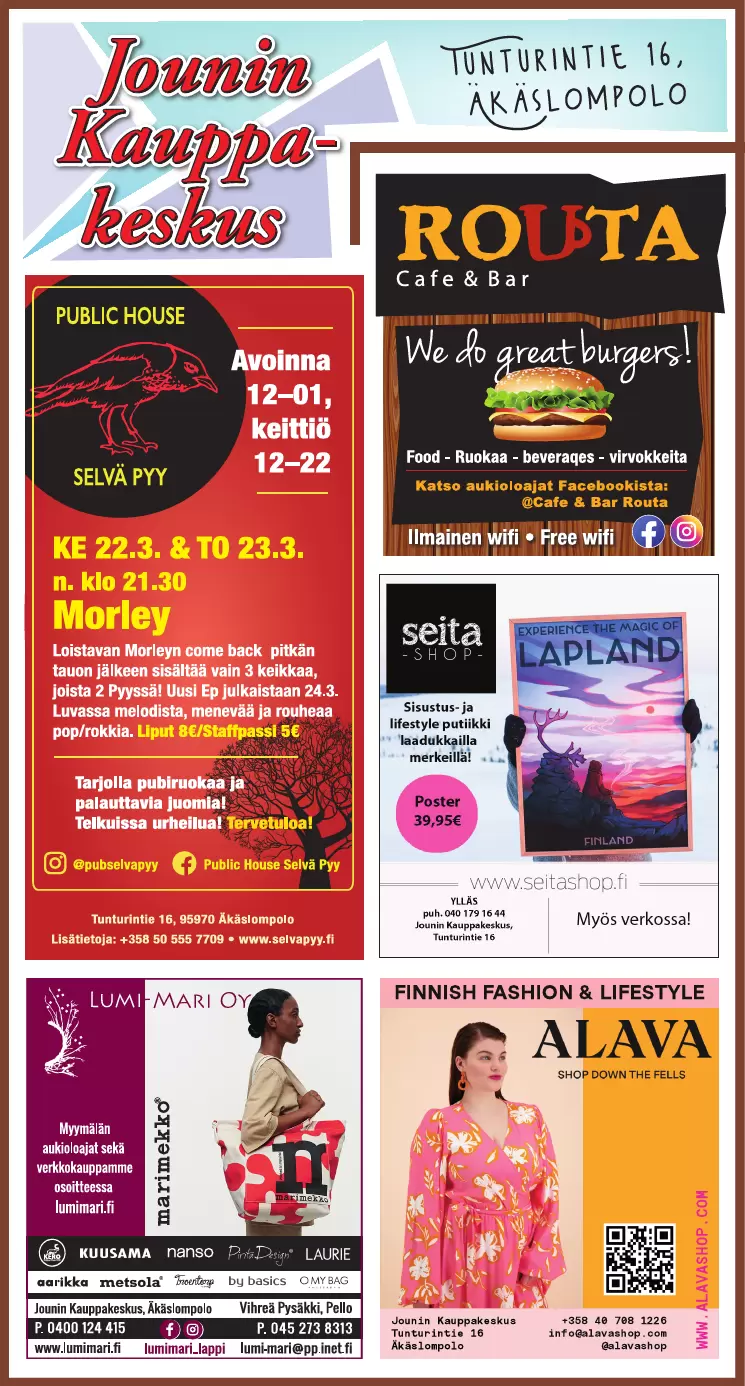 Jounin
Kauppa-
keskus
TUNTURINTIE 16,
ÄKÄSLOMPOLO
ROUTA
Cafe & Bar
We do great burgers!
Food - Ruokaa - beveraqes - virvokkeita
Katso aukioloajat Facebookista:
@Cafe & Bar Routa
Ilmainen wifi • Free wifi
PUBLIC HOUSE
SELVÄ PYY
Avoinna
12–01,
keittiö
12–22
KE 22.3. & TO 23.3.
n. klo 21.30
Morley
Loistavan Morleyn come back pitkän
tauon jälkeen sisältää vain 3 keikkaa,
joista 2 Pyyssä! Uusi Ep julkaistaan 24.3.
Luvassa melodista, menevää ja rouheaa
pop/rokkia. Liput 8€/Staffpassi 5€
Tarjolla pubiruokaa ja
palauttavia juomia!
Telkuissa urheilua! Tervetuloa!
@pubselvapyy Public House Selvä Pyy
Tunturintie 16, 95970 Äkäslompolo
Lisätietoja: +358 50 555 7709 • www.selvapyy.fi
seita
-SHOP-
Sisustus- ja
lifestyle putiikki
laadukkailla
merkeillä!
Poster
39,95€
EXPERIENCE THE MAGIC OF
LAPLAND
FINLAND
www.seitashop.fi
YLLÄS
puh. 040 179 16 44
Jounin Kauppakeskus,
Tunturintie 16
Myös verkossa!
LUMI-MARI OY
Myymälän
aukioloajat sekä
verkkokauppamme
osoitteessa
lumimari.fi
marimekko®
m
marimekko
KERO KUUSAMA nanso Pirita Design® LAURIE
aarikka metsola® by basics O MY BAG
Jounin Kauppakeskus, Äkäslompolo Vihreä Pysäkki, Pello
P. 0400 124 415 P. 045 273 8313
www.lumimari.fi lumimari_lappi lumi-mari@pp.inet.fi
FINNISH FASHION & LIFESTYLE
ALAVA
SHOP DOWN THE FELLS
WWW.ALAVASHOP.COM
Jounin Kauppakeskus +358 40 708 1226
Tunturintie 16 info@alavashop.com
Äkäslompolo @alavashop